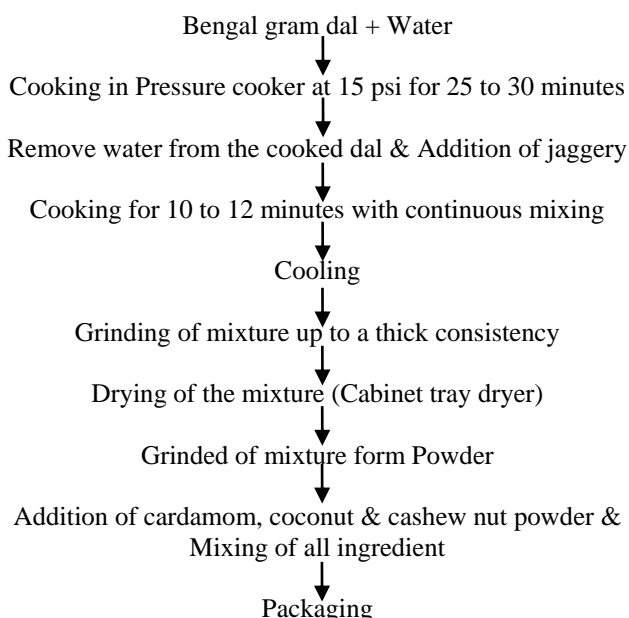 Bengal gram dal + Water
Cooking in Pressure cooker at 15 psi for 25 to 30 minutes
Remove water from the cooked dal & Addition of jaggery
Cooking for 10 to 12 minutes with continuous mixing
Cooling
Grinding of mixture up to a thick consistency
Drying of the mixture (Cabinet tray dryer)
Grinded of mixture form Powder
Addition of cardamom, coconut & cashew nut powder &
Mixing of all ingredient
Packaging